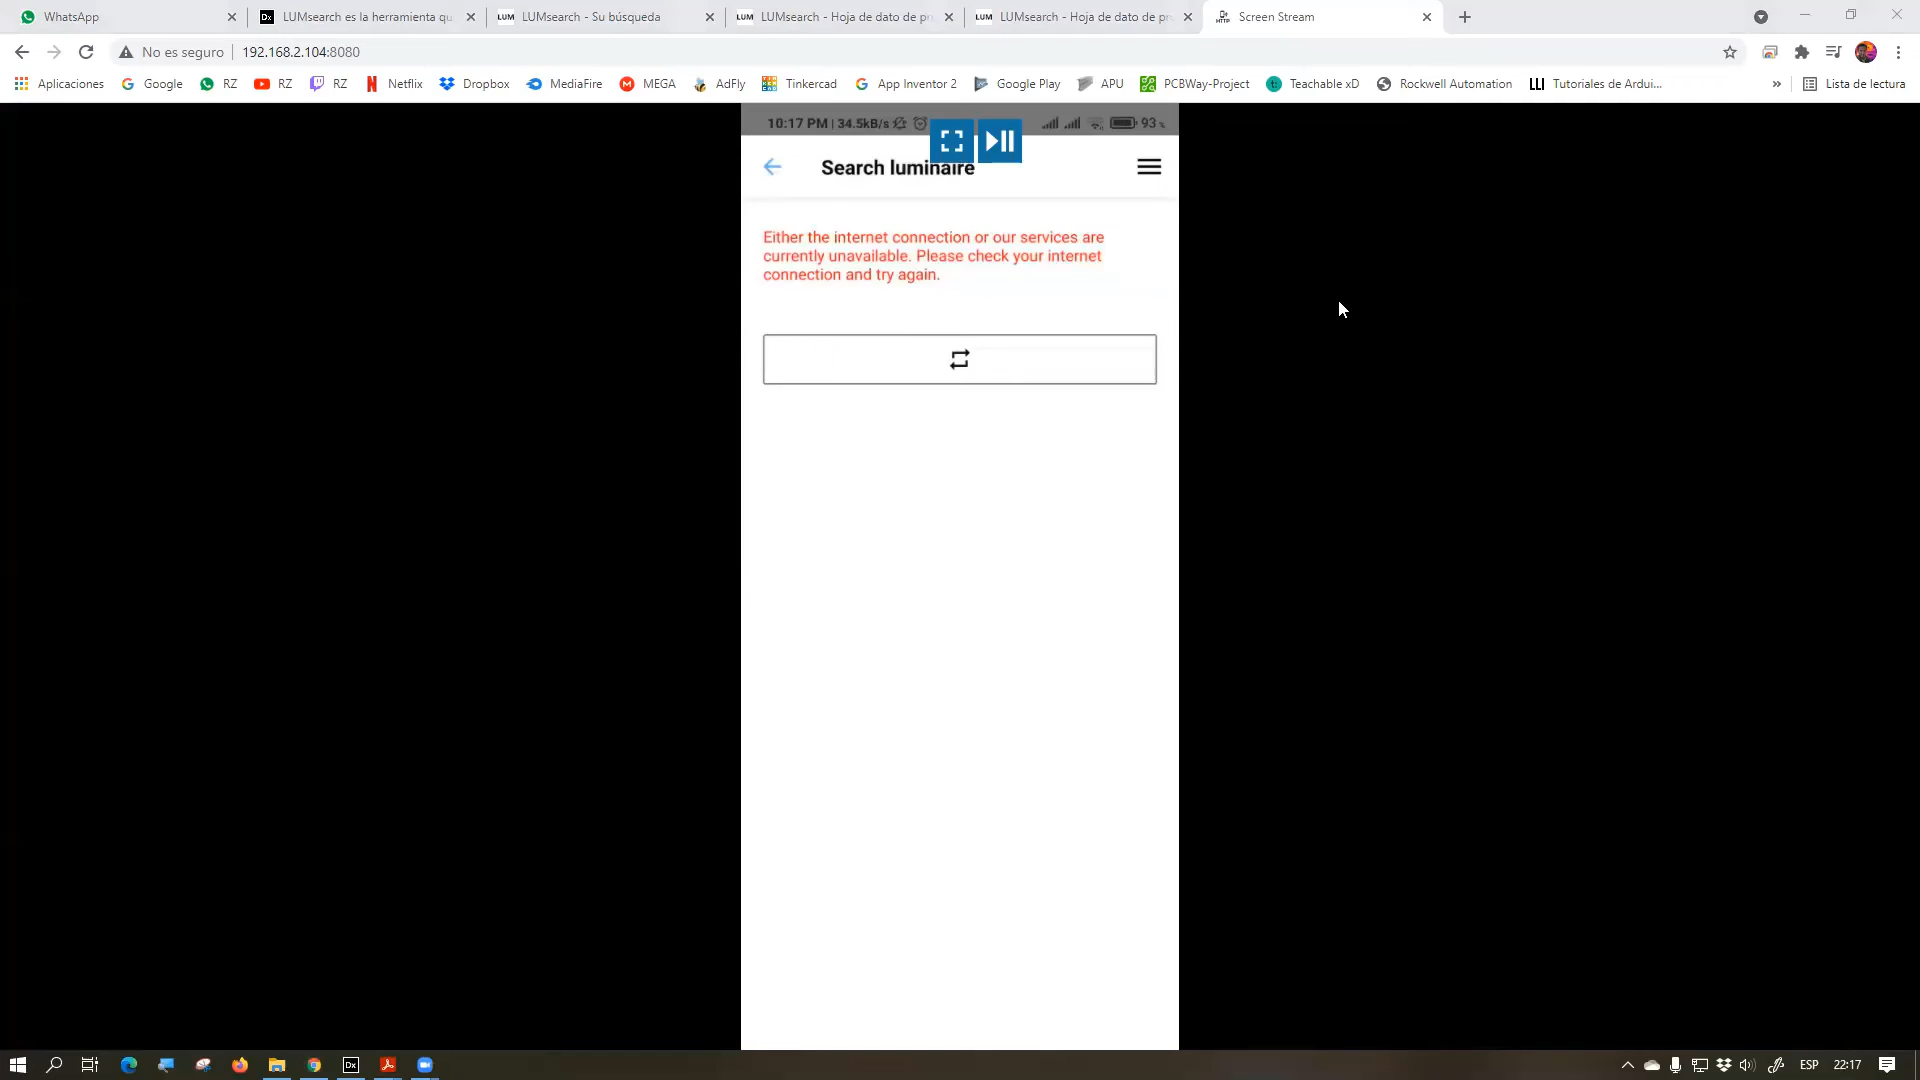 WhatsApp
Dx LUMsearch es la herramienta qu
LUM LUMsearch - Su búsqueda
LUM LUMsearch - Hoja de dato de pr
LUM LUMsearch - Hoja de dato de pr
HTTP Screen Stream
No es seguro 192.168.2.104:8080
Aplicaciones Google RZ RZ RZ Netflix Dropbox MediaFire MEGA AdFly Tinkercad App Inventor 2 Google Play APU PCBWay-Project Teachable xD Rockwell Automation Tutoriales de Ardui... » Lista de lectura
10:17 PM | 34.5kB/s 93
Search luminaire
Either the internet connection or our services are
currently unavailable. Please check your internet
connection and try again.
Dx ESP 22:17